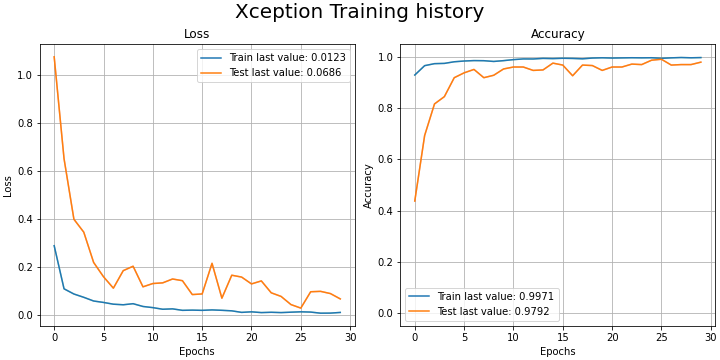 Xception Training history
Loss
Train last value: 0.0123
Test last value: 0.0686
1.0
0.8
0.6
0.4
0.2
0.0
Loss
0 5 10 15 20 25 30
Epochs
Accuracy
1.0
0.8
0.6
0.4
0.2
0.0
Accuracy
Train last value: 0.9971
Test last value: 0.9792
0 5 10 15 20 25 30
Epochs